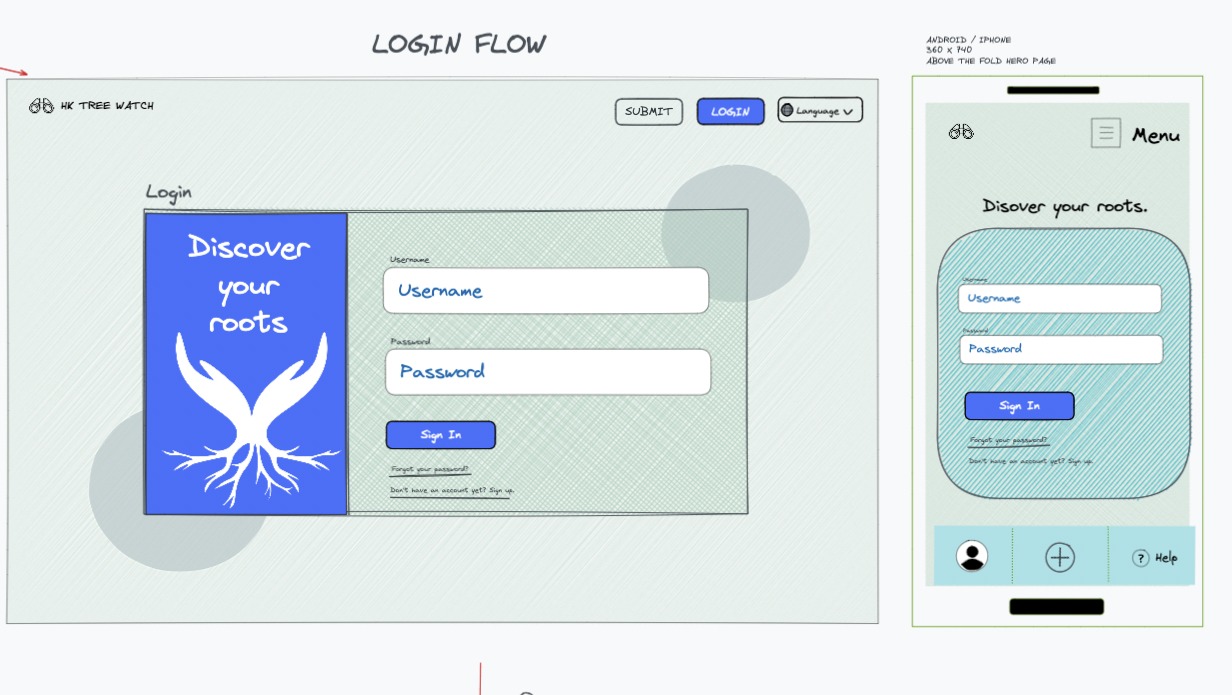 LOGIN FLOW
HK TREE WATCH
SUBMIT
LOGIN
Language
Login
Discover
your
roots
Username
Username
Password
Password
Sign In
Forgot your password?
Don't have an account yet? Sign up.
ANDROID / IPHONE
360 x 740
ABOVE THE FOLD HERO PAGE
Menu
Disover your roots.
Username
Username
Password
Password
Sign In
Forgot your password?
Don't have an account yet? Sign up.
? Help